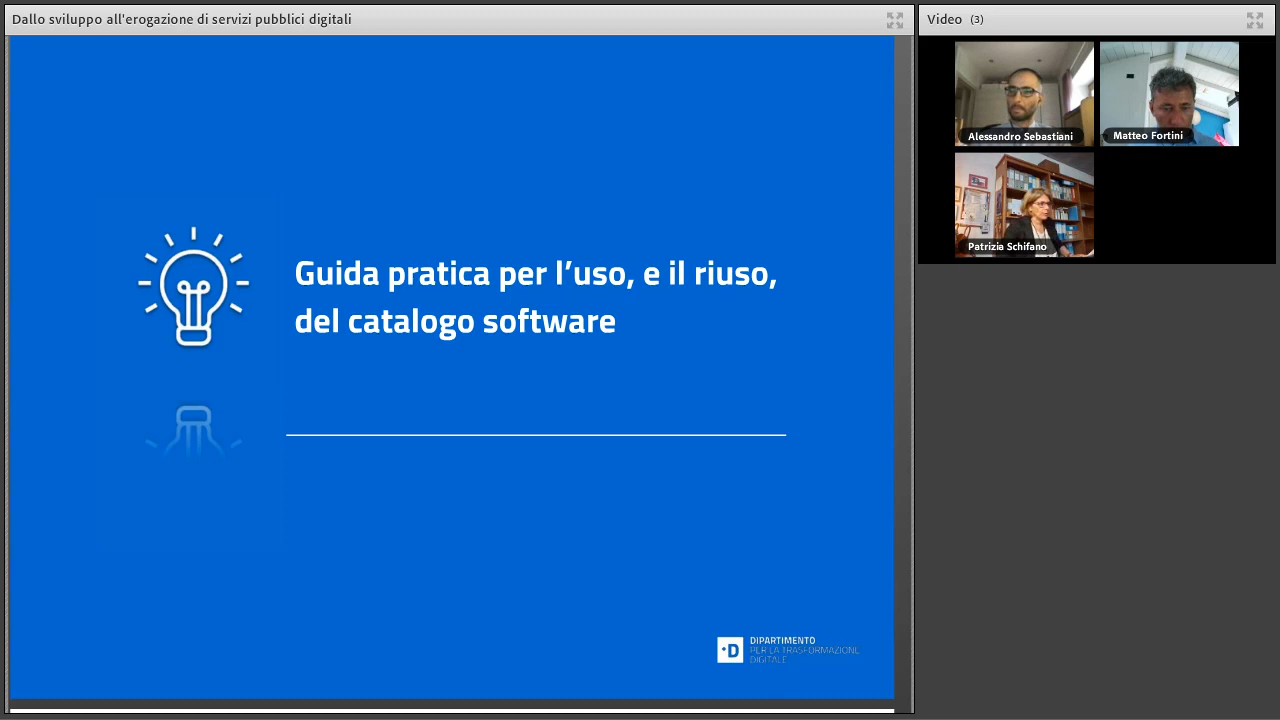 Dallo sviluppo all'erogazione di servizi pubblici digitali
Video (3)
Alessandro Sebastiani
Matteo Fortini
Patrizia Schifano
Guida pratica per l’uso, e il riuso,
del catalogo software
·D
DIPARTIMENTO
PER LA TRASFORMAZIONE
DIGITALE